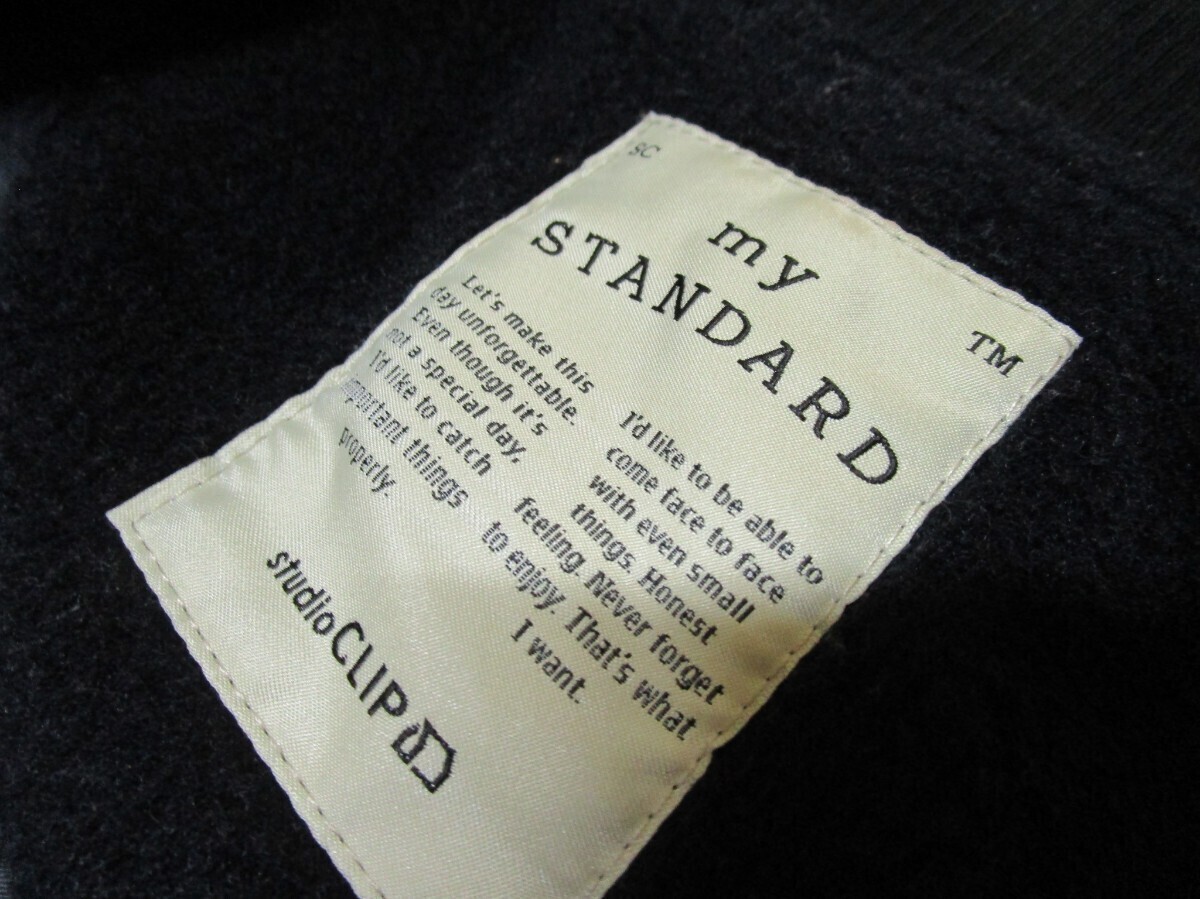 SC
my
STANDARD
TM
Let's make this
day unforgettable.
Even though it's
not a special day,
I'd like to catch
important things
properly.
I'd like to be able to
come face to face
with even small
things. Honest
feeling. Never forget
to enjoy. That's what
I want.
studioCLIP